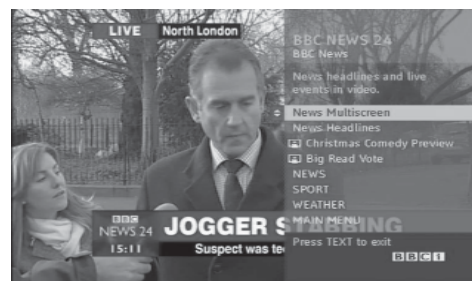 LIVE North London
BBC NEWS 24
BBC News
News headlines and live
events in video.
News Multiscreen
News Headlines
Christmas Comedy Preview
Big Read Vote
NEWS
SPORT
WEATHER
MAIN MENU
Press TEXT to exit
BBC 1
BBC
NEWS 24
15:11
JOGGER STABBING
Suspect was